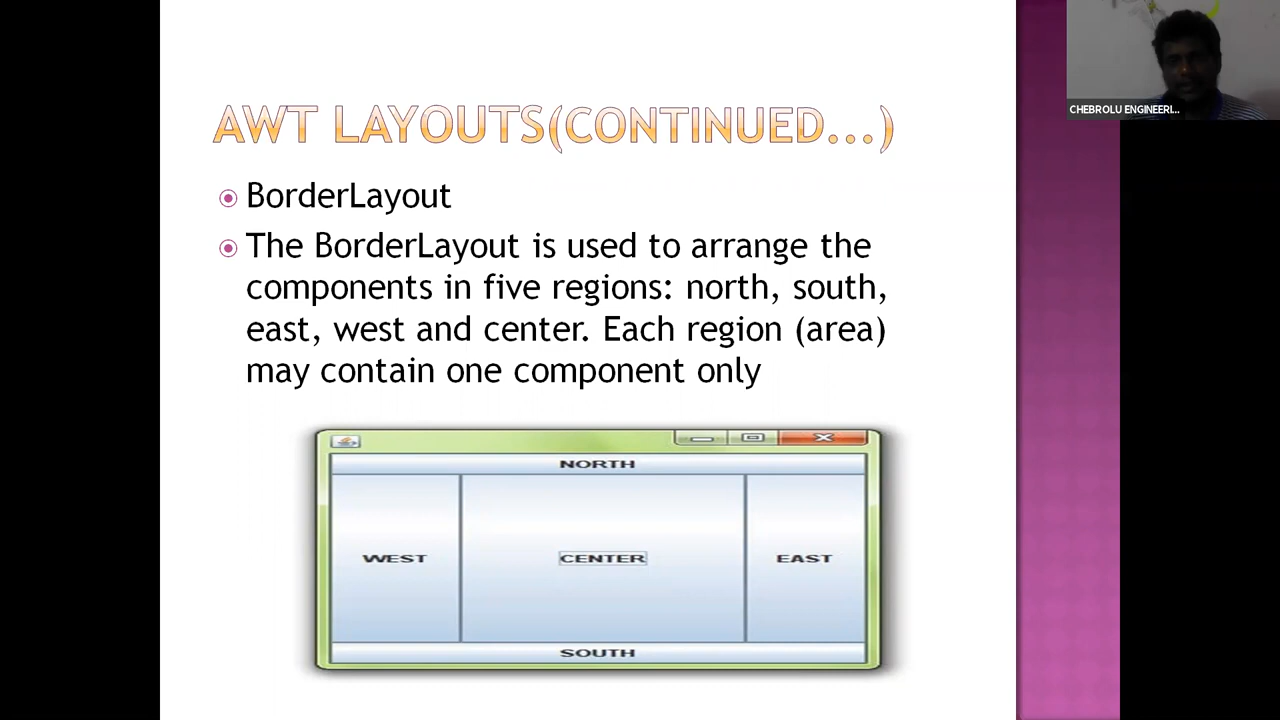 AWT LAYOUTS(CONTINUED...)
CHEBROLU ENGINEERI...
BorderLayout
The BorderLayout is used to arrange the
components in five regions: north, south,
east, west and center. Each region (area)
may contain one component only
NORTH
WEST
CENTER
EAST
SOUTH